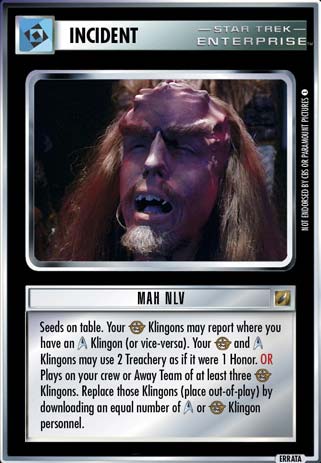 INCIDENT
STAR TREK
ENTERPRISE
NOT ENDORSED BY CBS OR PARAMOUNT PICTURES
MAH NLV
Seeds on table. Your Klingons may report where you
have an Klingon (or vice-versa). Your and
Klingons may use 2 Treachery as if it were 1 Honor. OR
Plays on your crew or Away Team of at least three
Klingons. Replace those Klingons (place out-of-play) by
downloading an equal number of or Klingon
personnel.
ERRATA